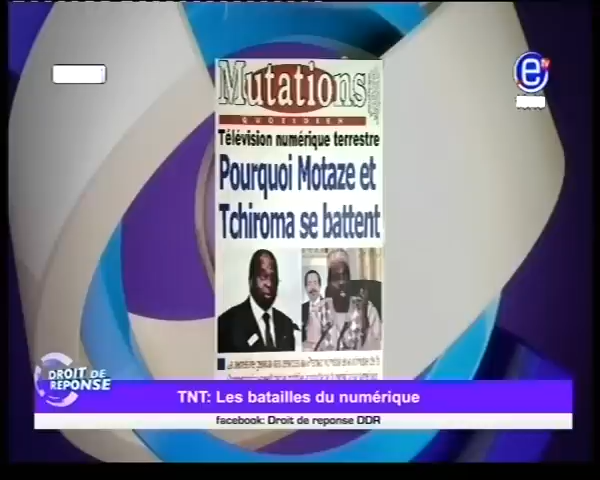 Mutations
QUOTIDIEN
Télévision numérique terrestre
Pourquoi Motaze et
Tchiroma se battent
e tv
DROIT DE
REPONSE
TNT: Les batailles du numérique
facebook: Droit de reponse DDR